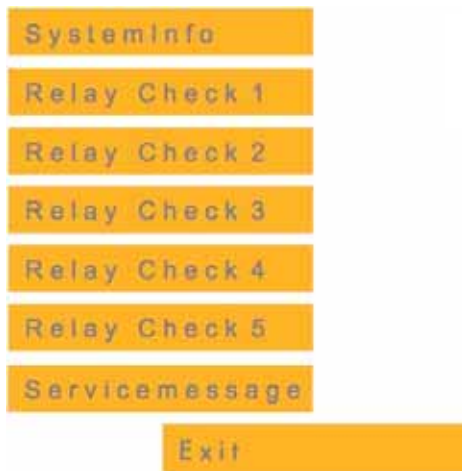 SystemInfo
Relay Check 1
Relay Check 2
Relay Check 3
Relay Check 4
Relay Check 5
Servicemessage
Exit